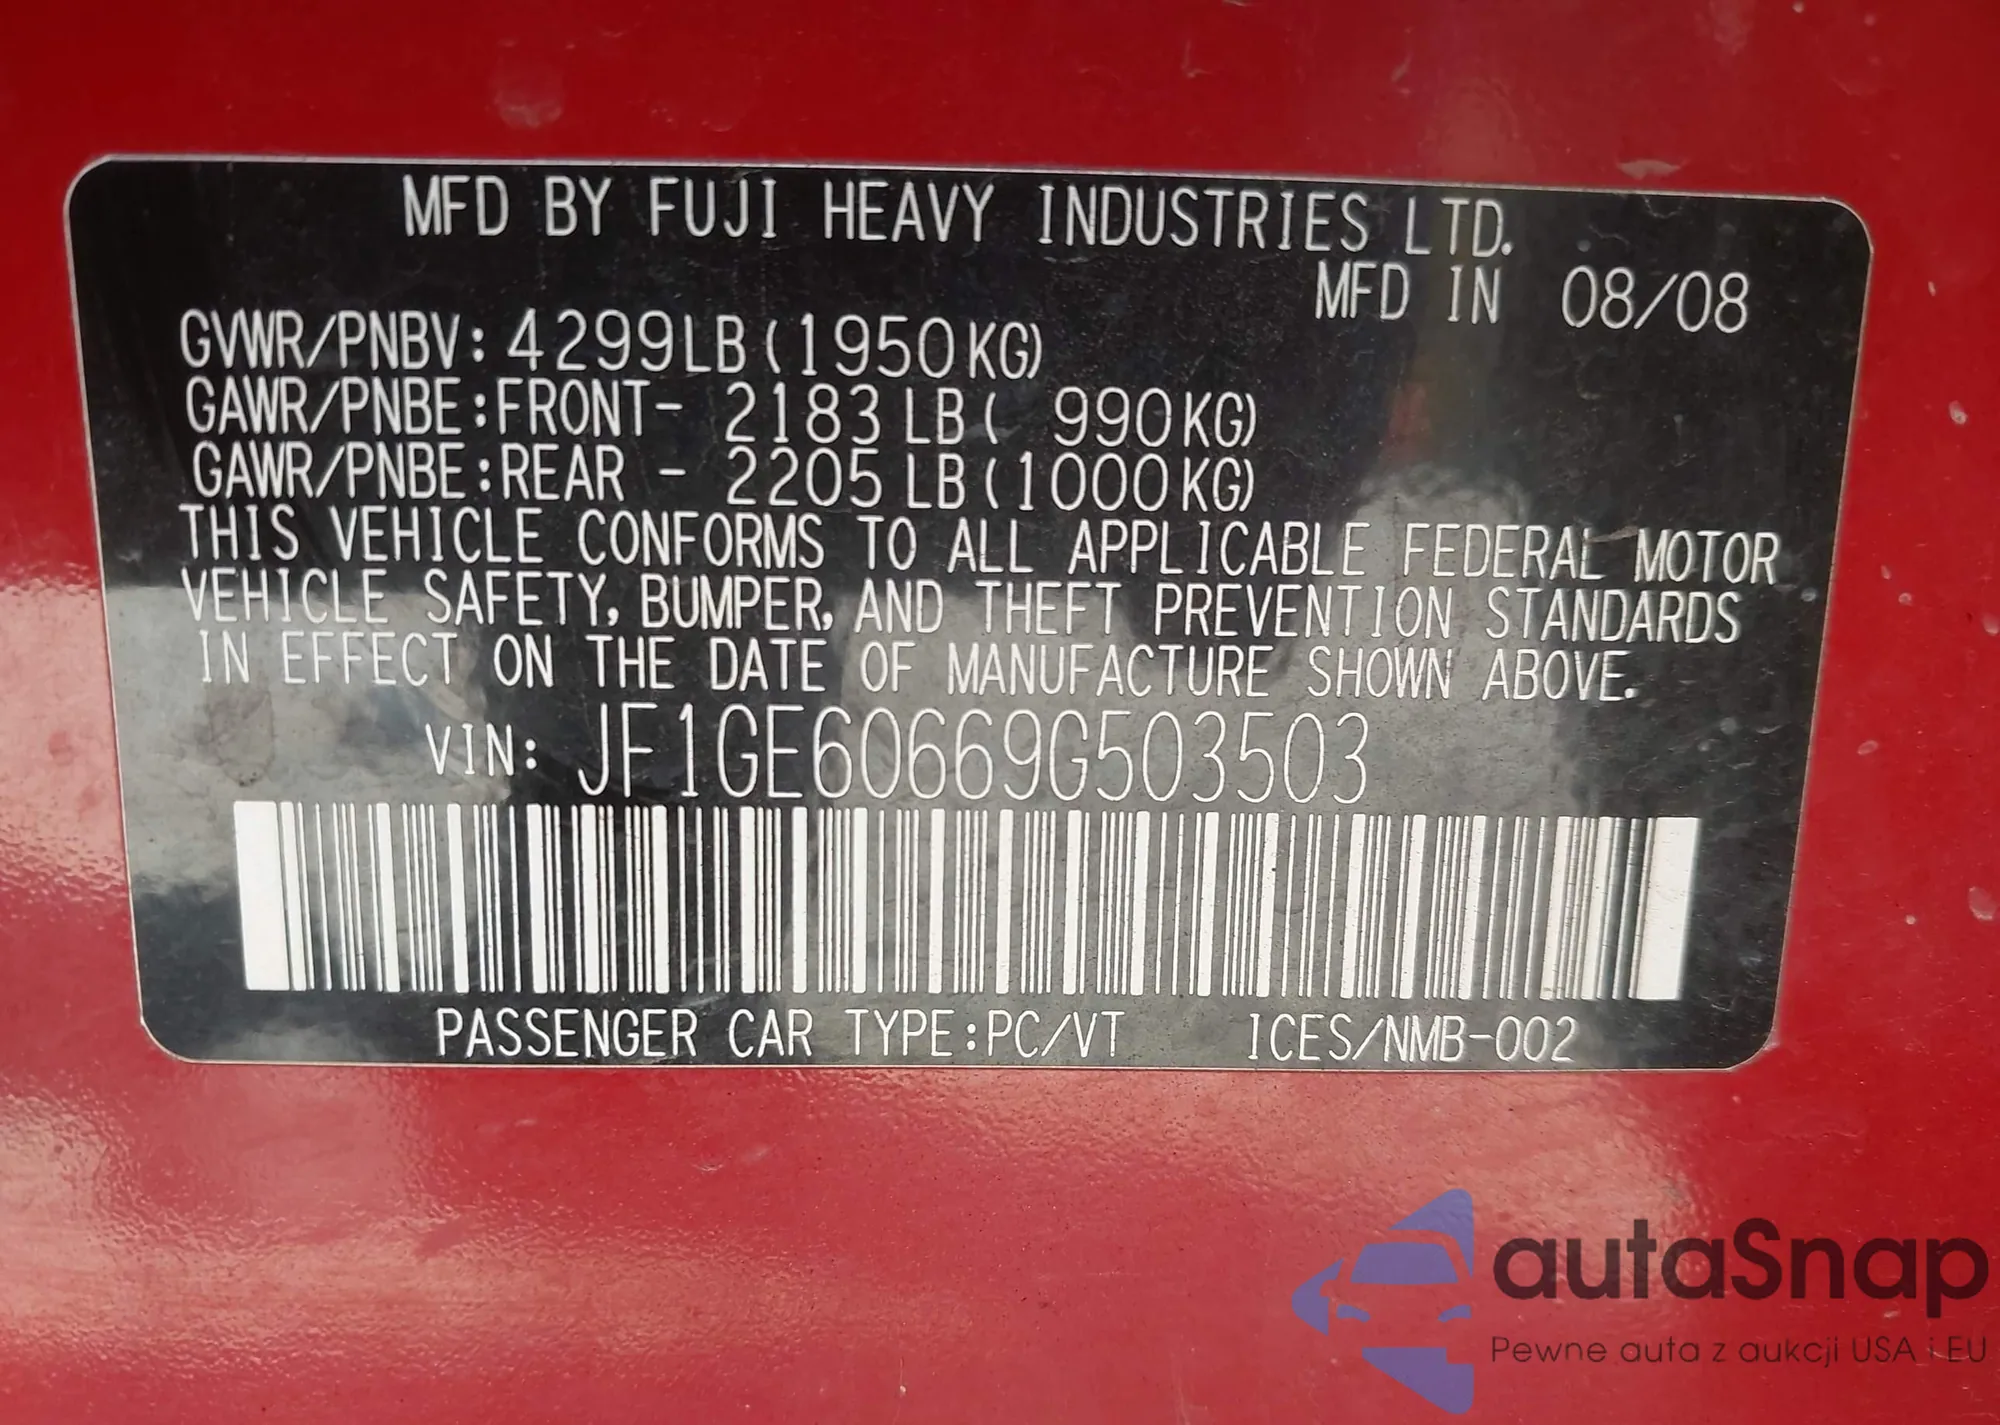 MFD BY FUJI HEAVY INDUSTRIES LTD.
MFD IN 08/08
GVWR/PNBV: 4299LB (1950KG)
GAWR/PNBE:FRONT- 2183 LB ( 990KG)
GAWR/PNBE:REAR - 2205 LB (1000KG)
THIS VEHICLE CONFORMS TO ALL APPLICABLE FEDERAL MOTOR
VEHICLE SAFETY, BUMPER, AND THEFT PREVENTION STANDARDS
IN EFFECT ON THE DATE OF MANUFACTURE SHOWN ABOVE.
VIN: JF1GE60669G503503
PASSENGER CAR TYPE:PC/VT ICES/NMB-002
autaSnap
Pewne auta z aukcji USA i EU